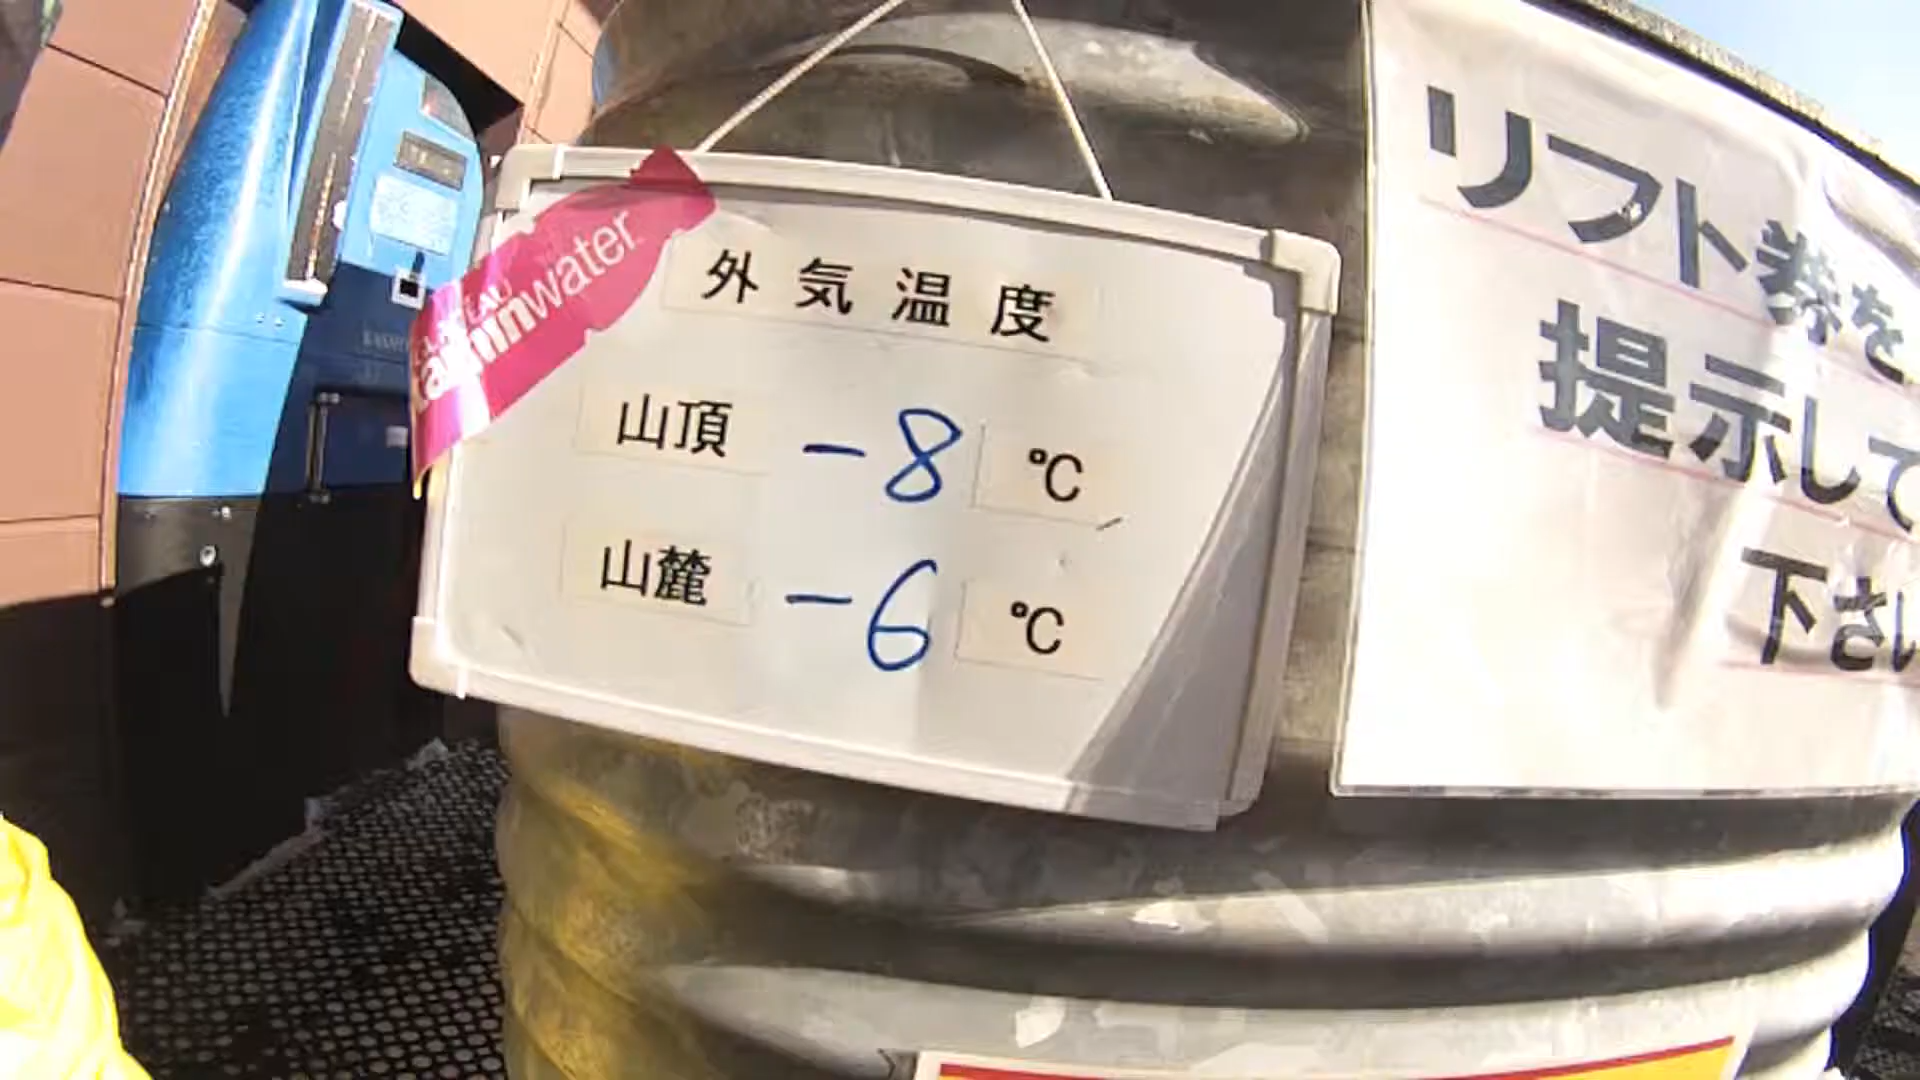 外気温度
山頂 -8 ℃
山麓 -6 ℃
water
リフト券を
提示して
下さい